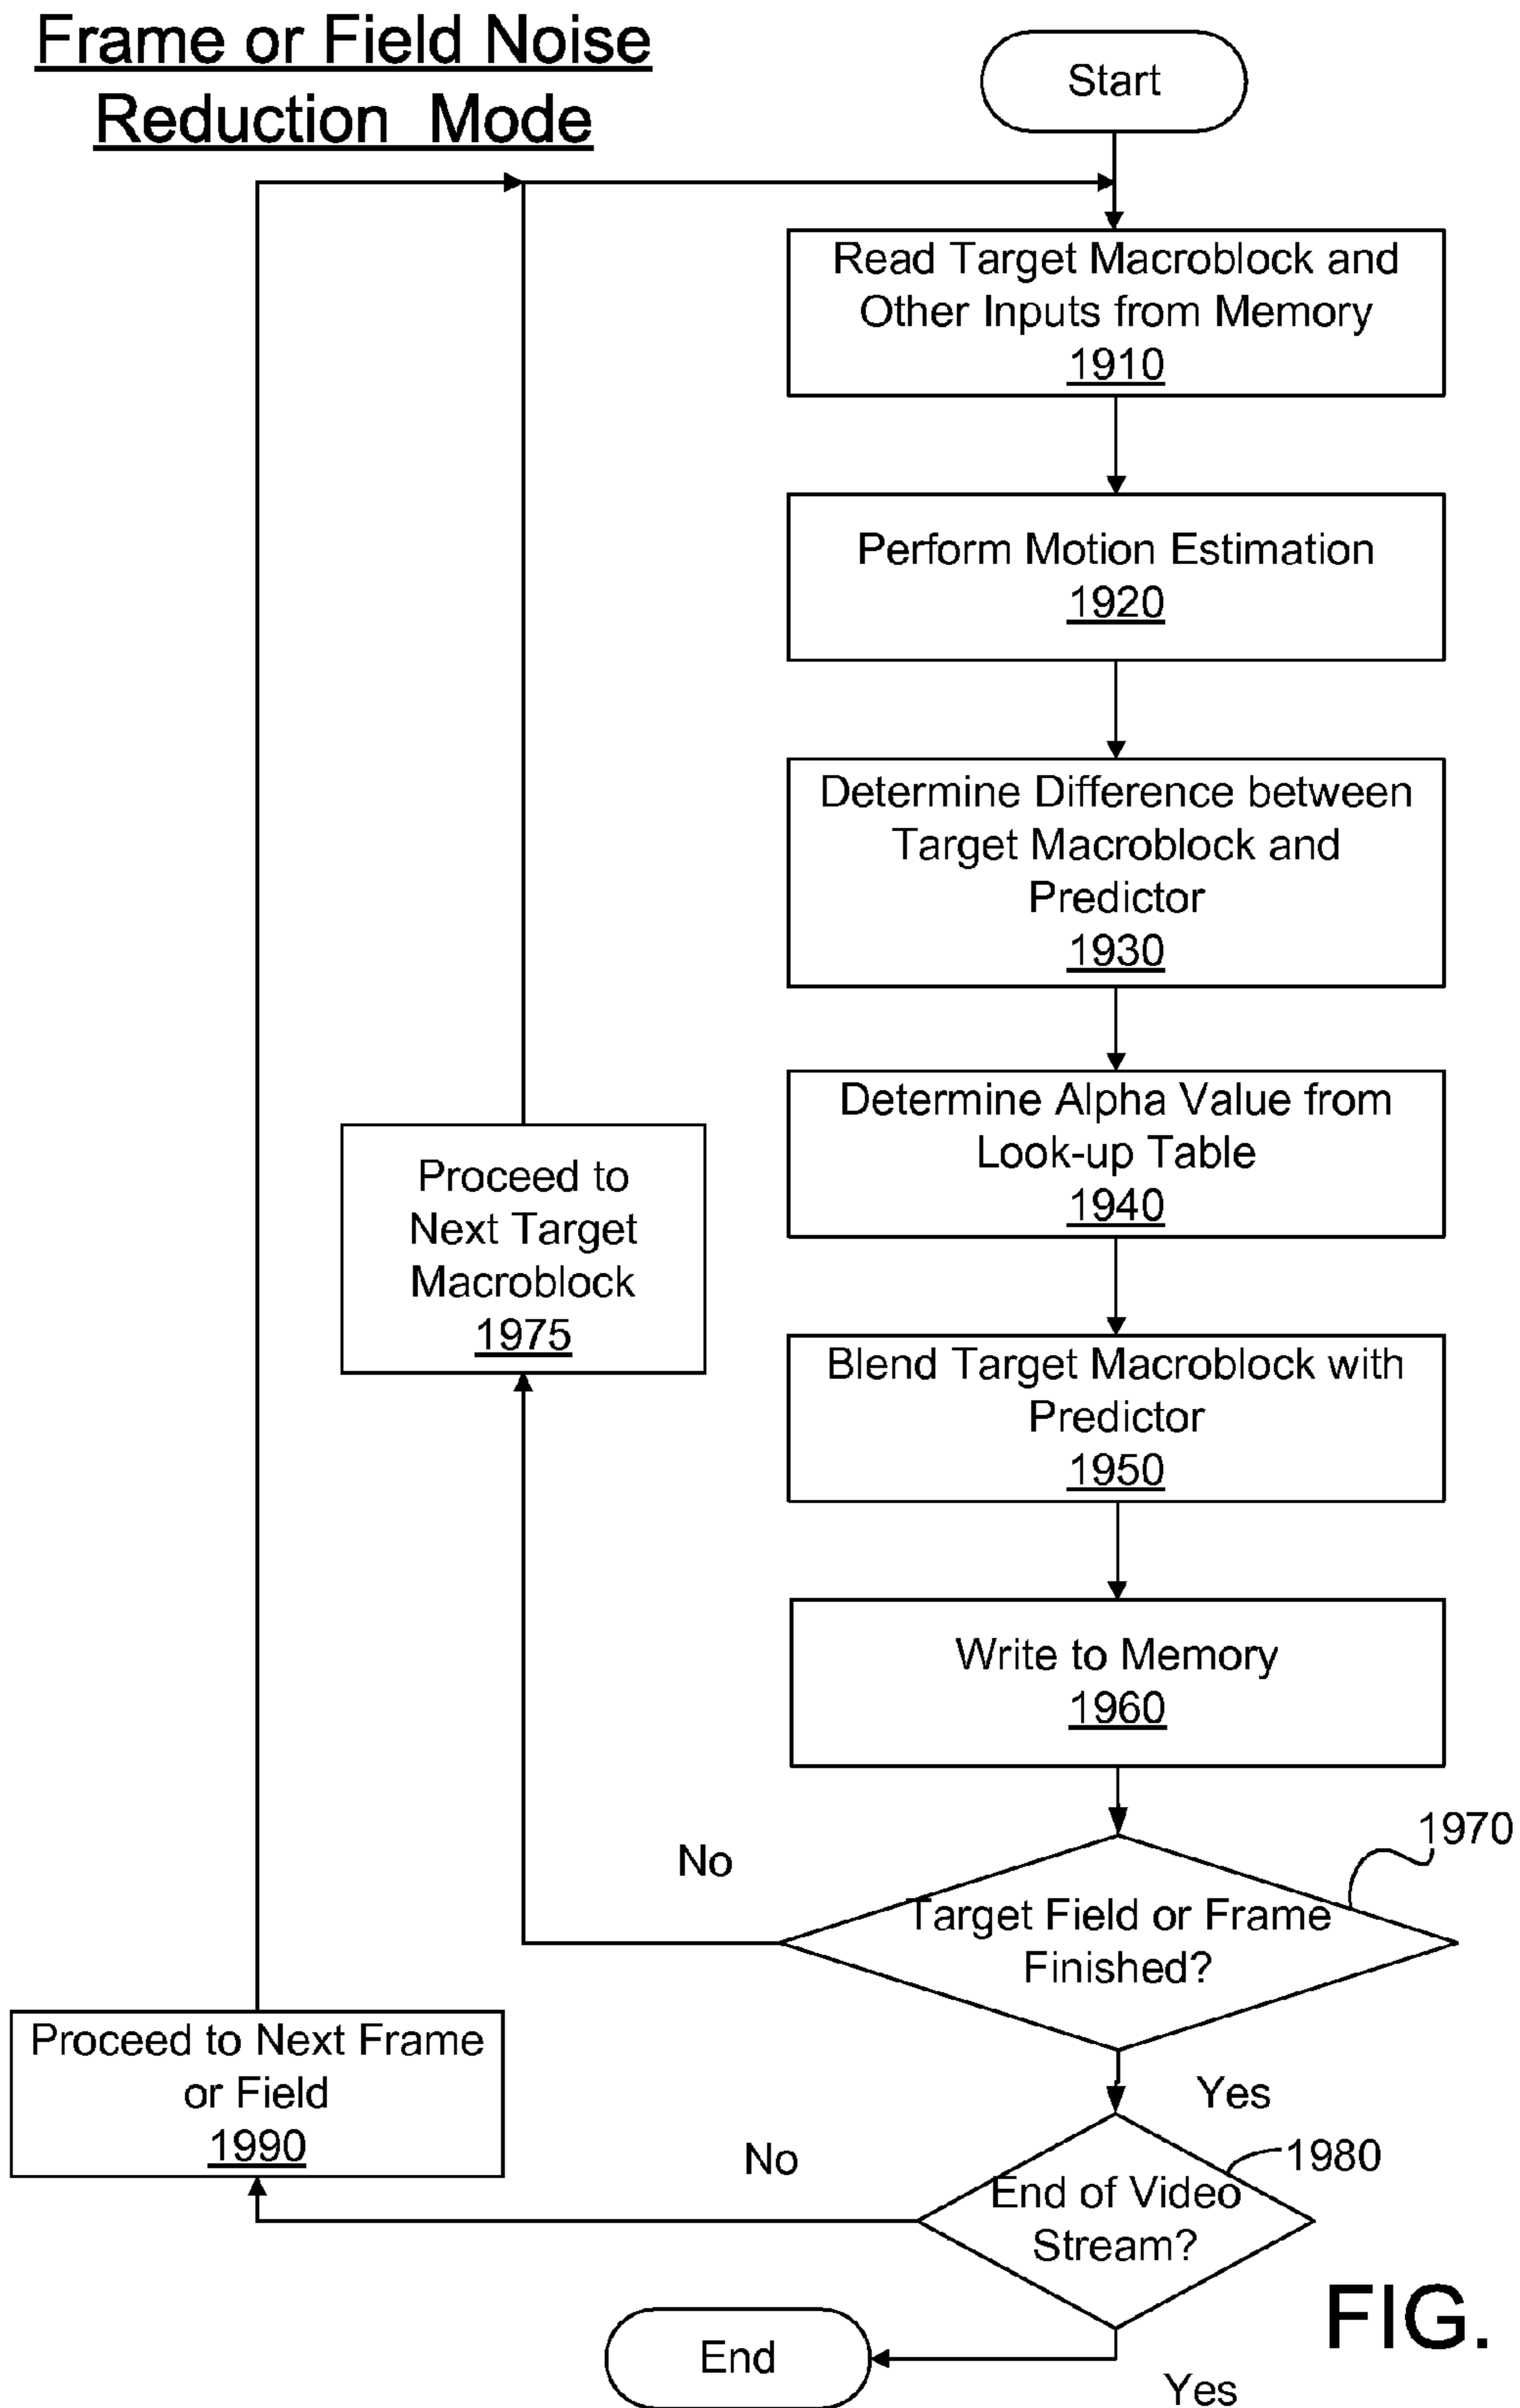 Frame or Field Noise
Reduction Mode
Start
Read Target Macroblock and
Other Inputs from Memory
1910
Perform Motion Estimation
1920
Determine Difference between
Target Macroblock and
Predictor
1930
Determine Alpha Value from
Look-up Table
1940
Proceed to
Next Target
Macroblock
1975
Blend Target Macroblock with
Predictor
1950
Write to Memory
1960
1970
No
Target Field or Frame
Finished?
Proceed to Next Frame
or Field
1990
Yes
No
1980
End of Video
Stream?
FIG.
End
Yes